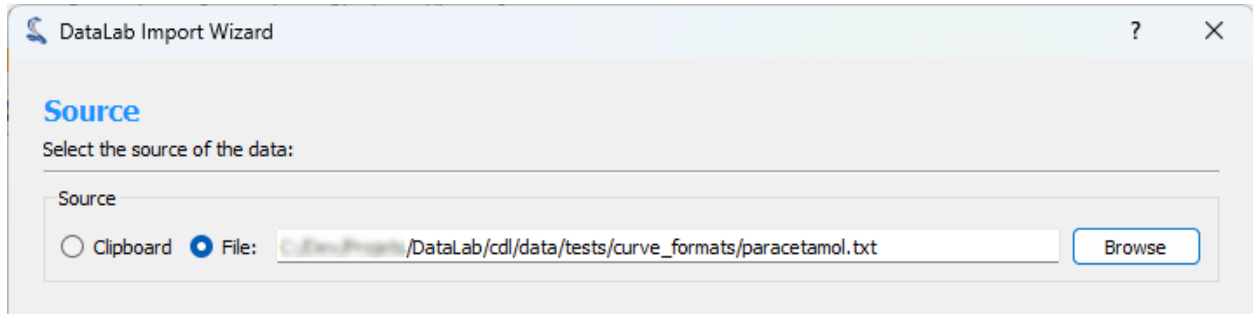 DataLab Import Wizard ?
Source
Select the source of the data:
Source
Clipboard File: /DataLab/cdl/data/tests/curve_formats/paracetamol.txt Browse